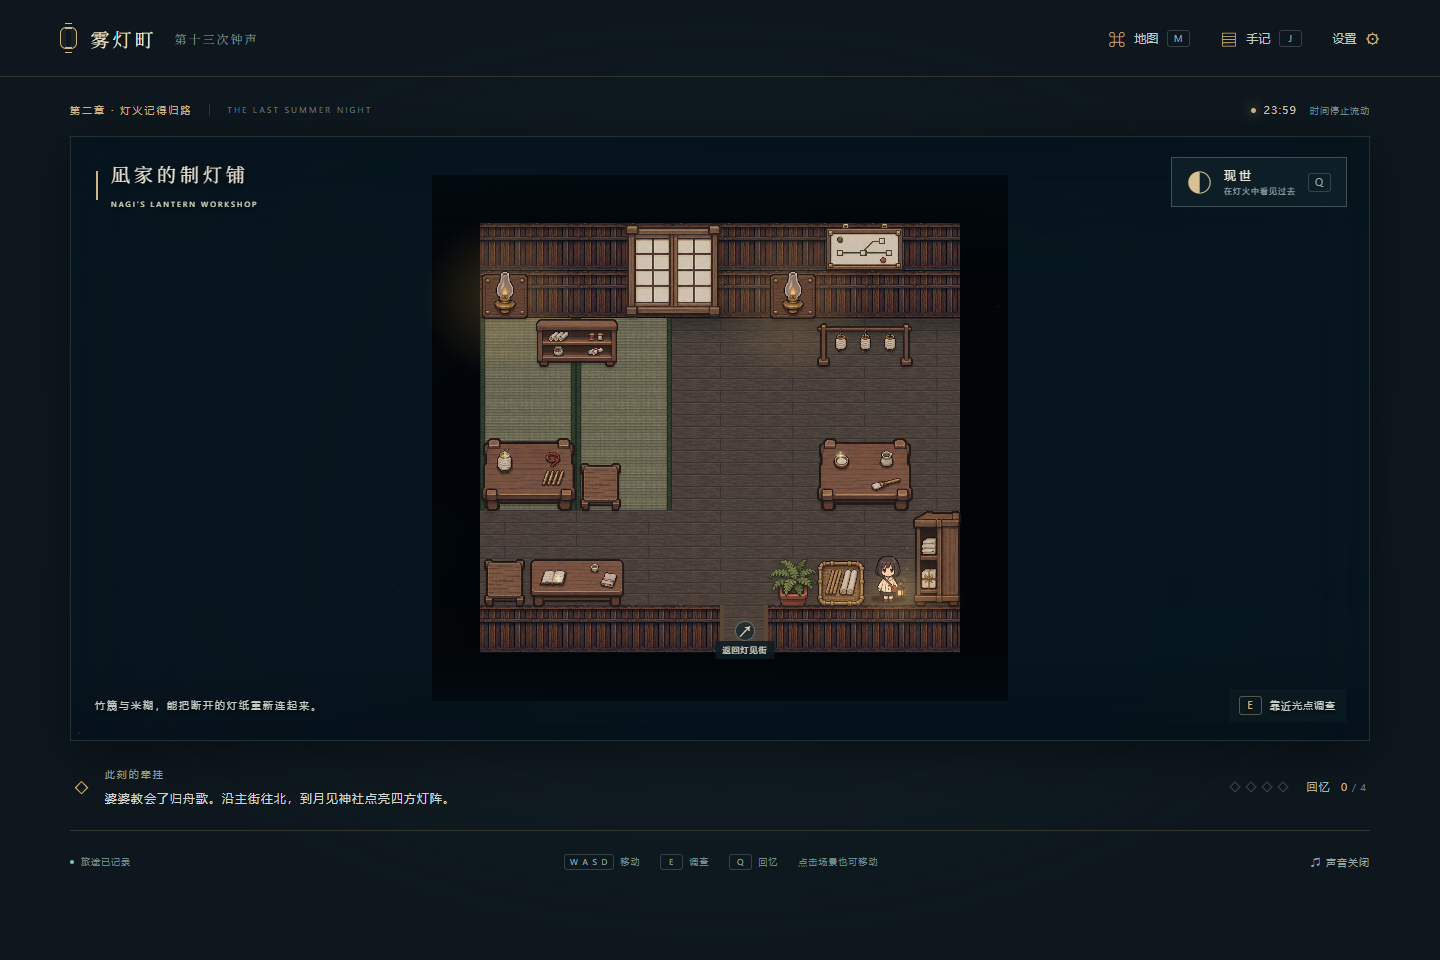 雾灯町 第十三次钟声
地图 M 手记 J 设置
第二章 · 灯火记得归路 THE LAST SUMMER NIGHT
23:59 时间停止流动
凪家的制灯铺
NAGI'S LANTERN WORKSHOP
现世
在灯火中看见过去
Q
返回灯见街
竹篾与米糊，能把断开的灯纸重新连起来。
E 靠近光点调查
此刻的牵挂
婆婆教会了归舟歌。沿主街往北，到月见神社点亮四方灯阵。
回忆 0 / 4
旅途已记录
WASD 移动 E 调查 Q 回忆 点击场景也可移动
声音关闭